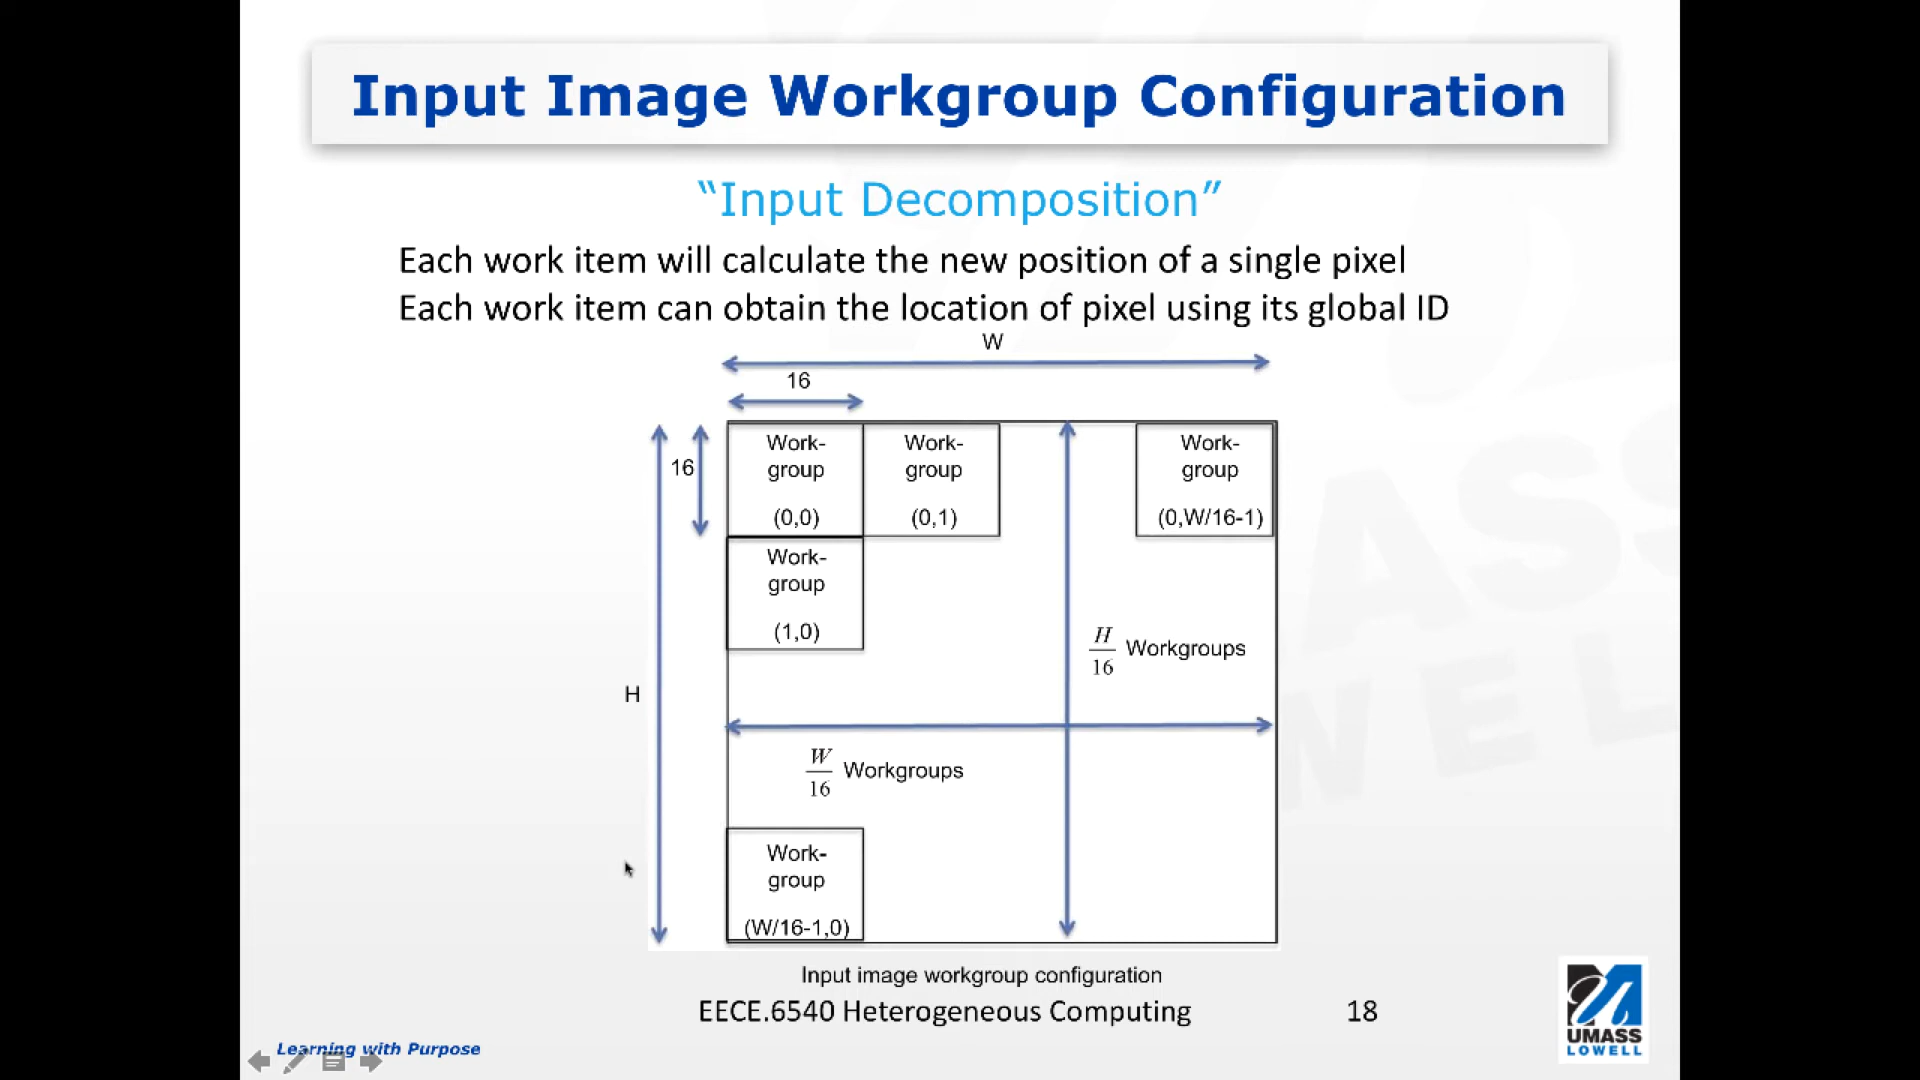 Input Image Workgroup Configuration
“Input Decomposition”
Each work item will calculate the new position of a single pixel
Each work item can obtain the location of pixel using its global ID
W
16
16
Work-
group
(0,0)
Work-
group
(0,1)
Work-
group
(0,W/16-1)
Work-
group
(1,0)
H
16
Workgroups
H
W
16
Workgroups
Work-
group
(W/16-1,0)
Input image workgroup configuration
EECE.6540 Heterogeneous Computing
18
Learning with Purpose
UMASS
LOWELL